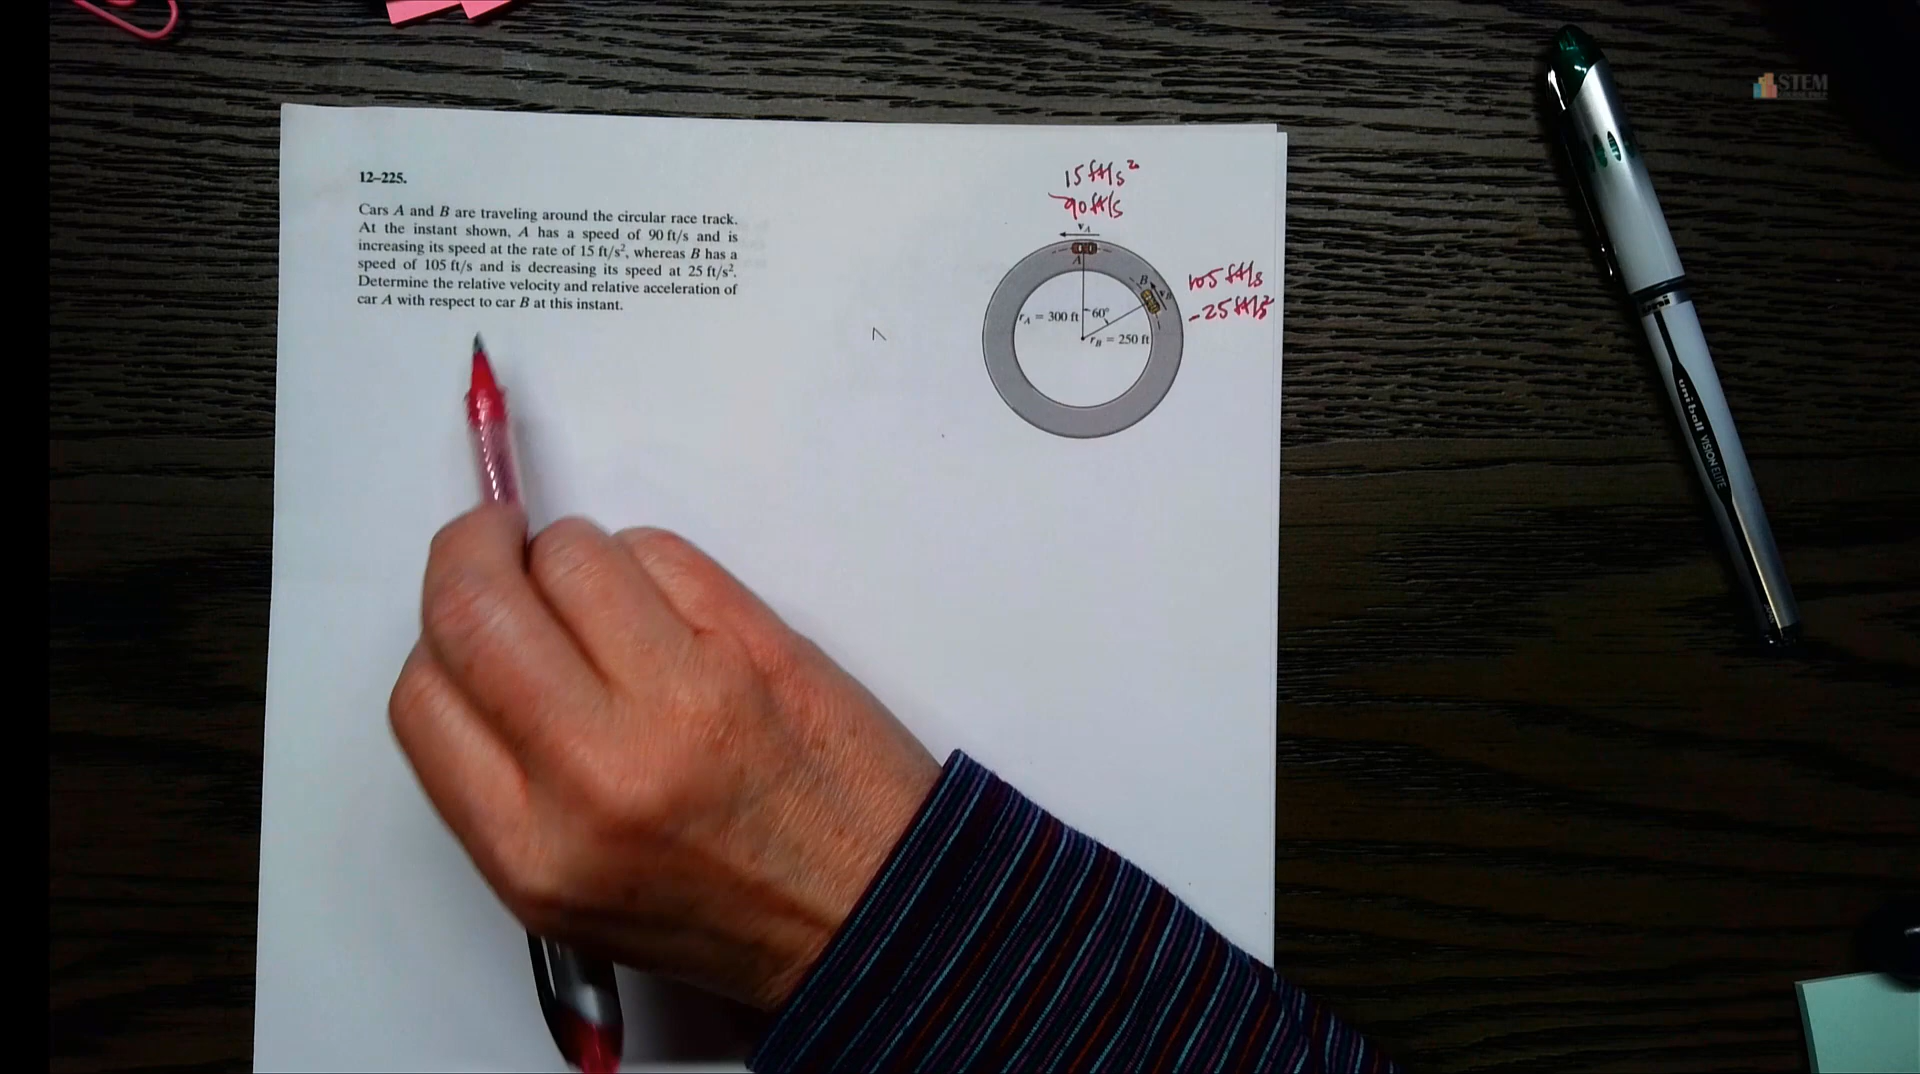 STEM
12–225.
Cars A and B are traveling around the circular race track.
At the instant shown, A has a speed of 90 ft/s and is
increasing its speed at the rate of 15 ft/s², whereas B has a
speed of 105 ft/s and is decreasing its speed at 25 ft/s².
Determine the relative velocity and relative acceleration of
car A with respect to car B at this instant.
15 ft/s²
90 ft/s
vA
A
B
vB
105 ft/s
-25 ft/s²
rA = 300 ft
60°
rB = 250 ft
uni-ball VISION ELITE
uni